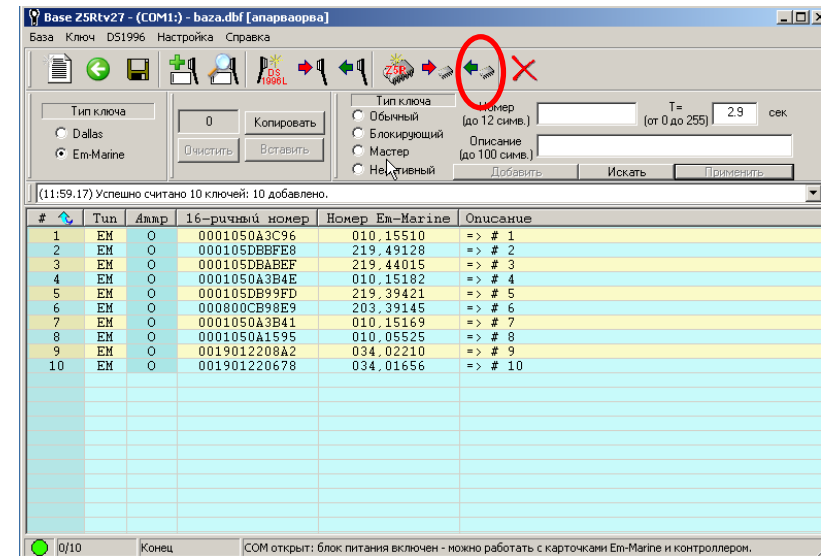 Base Z5Rtv27 - (COM1:) - baza.dbf [апарваорва]
База Ключ DS1996 Настройка Справка
DS 1996L Z5R
Тип ключа
Dallas
Em-Marine
0 Копировать
Очистить Вставить
Тип ключа
Обычный
Блокирующий
Мастер
Номер
(до 12 симв.)
Описание
(до 100 симв.)
T=
(от 0 до 255) 2.9 сек
Добавить Искать Применить
(11:59.17) Успешно считано 10 ключей: 10 добавлено.
# Тип Аттр 16-ричный номер Номер Em-Marine Описание
1 EM O 0001050A3C96 010,15510 => # 1
2 EM O 000105DBBFE8 219,49128 => # 2
3 EM O 000105DBABEF 219,44015 => # 3
4 EM O 0001050A3B4E 010,15182 => # 4
5 EM O 000105DB99FD 219,39421 => # 5
6 EM O 000800CB98E9 203,39145 => # 6
7 EM O 0001050A3B41 010,15169 => # 7
8 EM O 0001050A1595 010,05525 => # 8
9 EM O 0019012208A2 034,02210 => # 9
10 EM O 001901220678 034,01656 => # 10
0/10 Конец COM открыт: блок питания включен - можно работать с карточками Em-Marine и контроллером.